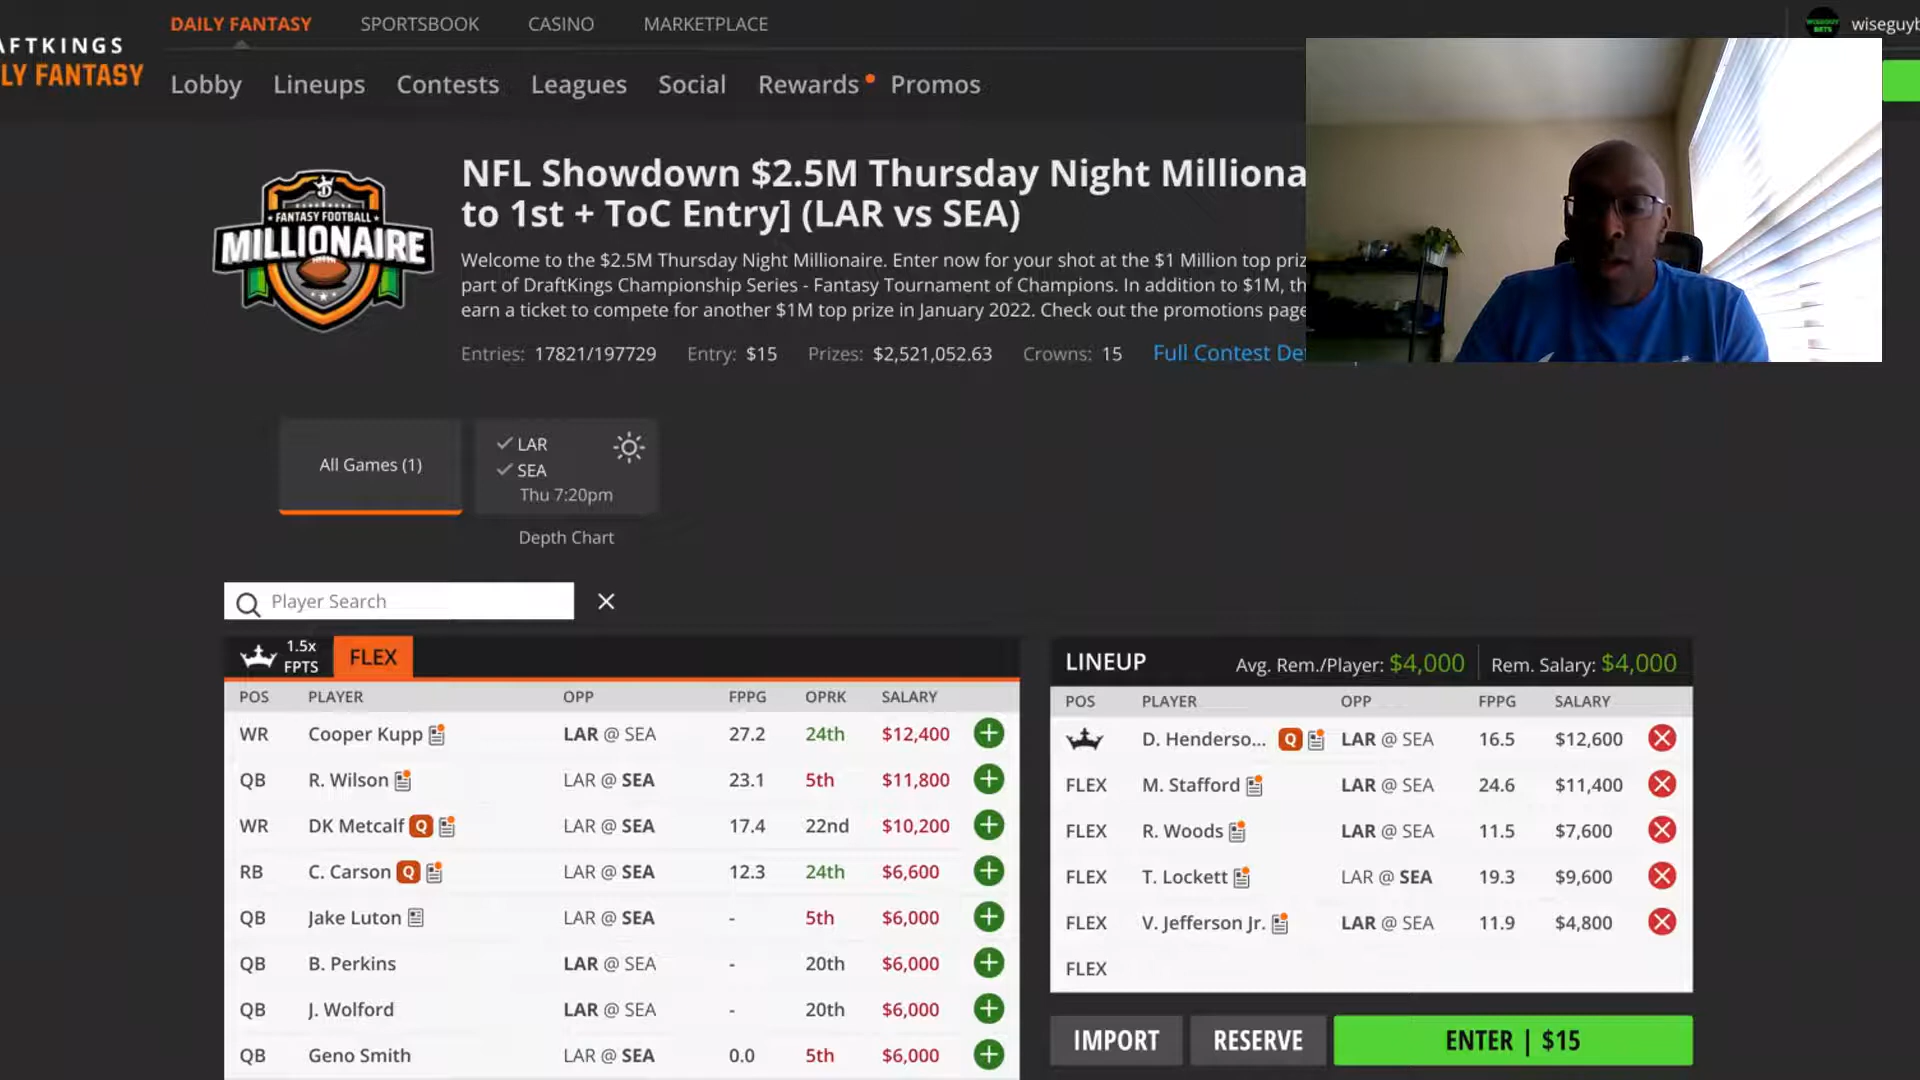 AFTKINGS
LY FANTASY
DAILY FANTASY SPORTSBOOK CASINO MARKETPLACE
WISEGUY BETS wiseguyb
Lobby Lineups Contests Leagues Social Rewards Promos
FANTASY FOOTBALL
MILLIONAIRE
NFL Showdown $2.5M Thursday Night Milliona
to 1st + ToC Entry] (LAR vs SEA)
Welcome to the $2.5M Thursday Night Millionaire. Enter now for your shot at the $1 Million top priz
part of DraftKings Championship Series - Fantasy Tournament of Champions. In addition to $1M, th
earn a ticket to compete for another $1M top prize in January 2022. Check out the promotions page
Entries: 17821/197729 Entry: $15 Prizes: $2,521,052.63 Crowns: 15 Full Contest Det
All Games (1)
LAR
SEA
Thu 7:20pm
Depth Chart
Player Search
1.5x
FPTS
FLEX
POS PLAYER OPP FPPG OPRK SALARY
WR Cooper Kupp LAR @ SEA 27.2 24th $12,400
QB R. Wilson LAR @ SEA 23.1 5th $11,800
WR DK Metcalf Q LAR @ SEA 17.4 22nd $10,200
RB C. Carson Q LAR @ SEA 12.3 24th $6,600
QB Jake Luton LAR @ SEA - 5th $6,000
QB B. Perkins LAR @ SEA - 20th $6,000
QB J. Wolford LAR @ SEA - 20th $6,000
QB Geno Smith LAR @ SEA 0.0 5th $6,000
LINEUP Avg. Rem./Player: $4,000 Rem. Salary: $4,000
POS PLAYER OPP FPPG SALARY
D. Henderso... Q LAR @ SEA 16.5 $12,600
FLEX M. Stafford LAR @ SEA 24.6 $11,400
FLEX R. Woods LAR @ SEA 11.5 $7,600
FLEX T. Lockett LAR @ SEA 19.3 $9,600
FLEX V. Jefferson Jr. LAR @ SEA 11.9 $4,800
FLEX
IMPORT RESERVE ENTER | $15